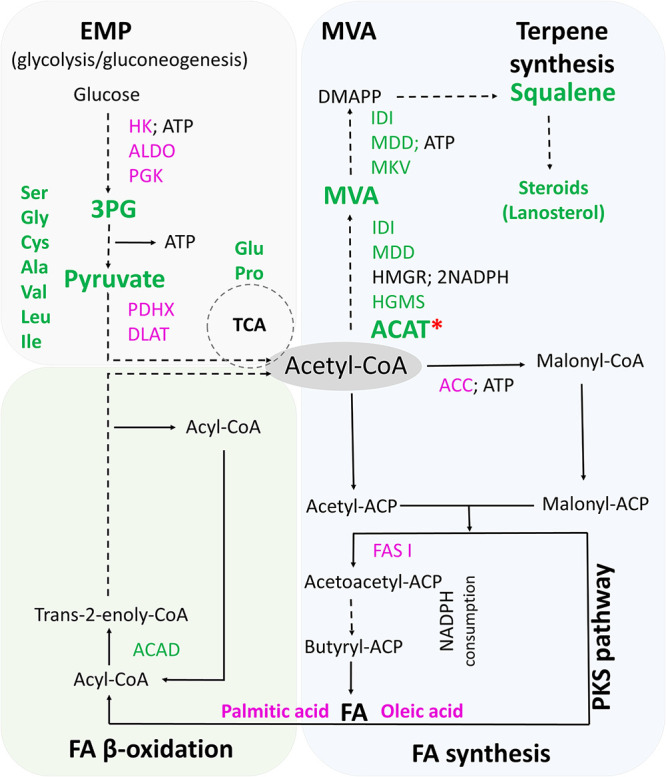 EMP
(glycolysis/gluconeogenesis)
Glucose
HK; ATP
ALDO
PGK
3PG
ATP
Pyruvate
PDHX
DLAT
Ser
Gly
Cys
Ala
Val
Leu
Ile
Glu
Pro
TCA
MVA
DMAPP
IDI
MDD; ATP
MKV
MVA
IDI
MDD
HMGR; 2NADPH
HGMS
ACAT*
Terpene
synthesis
Squalene
Steroids
(Lanosterol)
Acetyl-CoA
ACC; ATP
Malonyl-CoA
Acetyl-ACP
Malonyl-ACP
FAS I
Acetoacetyl-ACP
NADPH
consumption
Butyryl-ACP
PKS pathway
Palmitic acid FA Oleic acid
FA synthesis
Acyl-CoA
Trans-2-enoly-CoA
ACAD
Acyl-CoA
FA β-oxidation